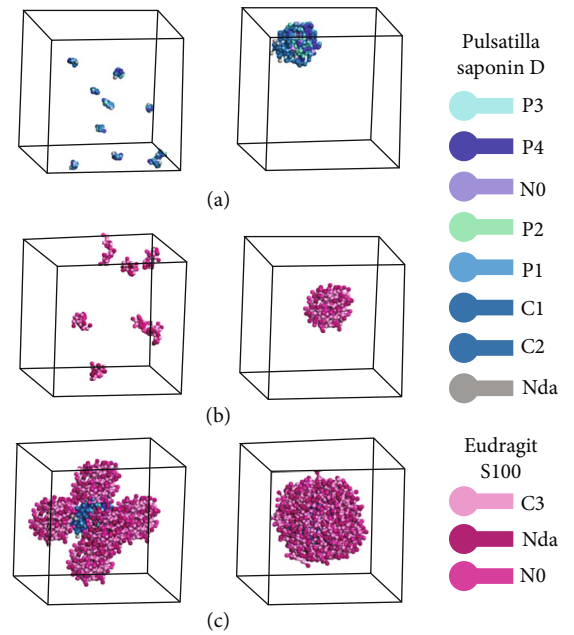 (a)
(b)
(c)
Pulsatilla
saponin D
P3
P4
N0
P2
P1
C1
C2
Nda
Eudragit
S100
C3
Nda
N0